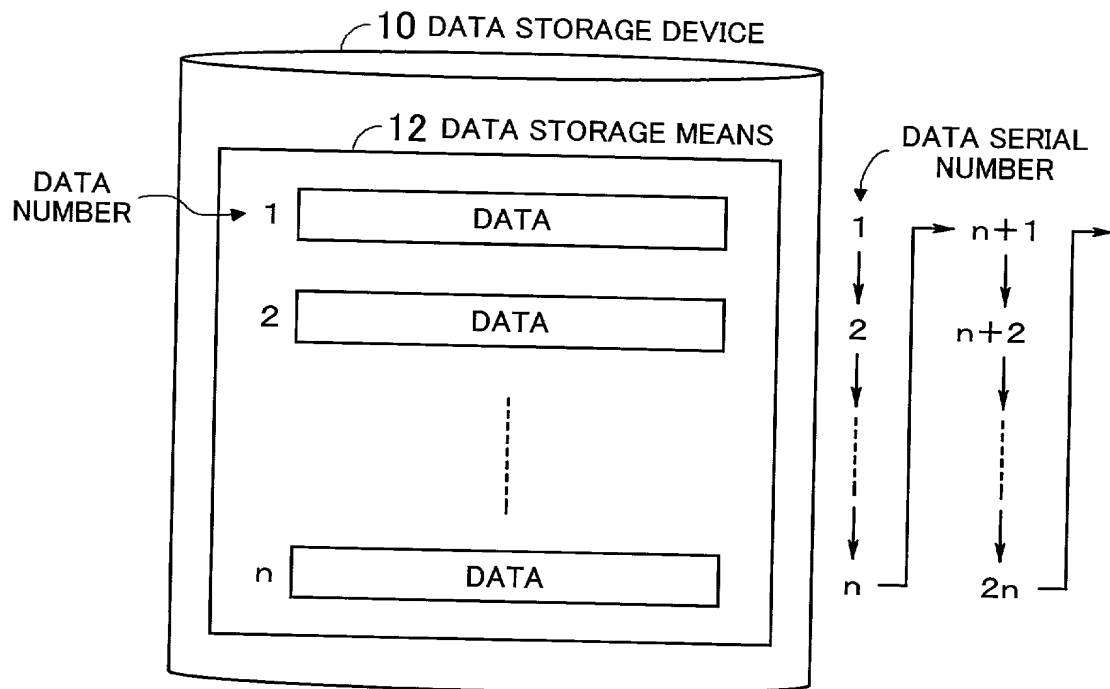 10 DATA STORAGE DEVICE
12 DATA STORAGE MEANS
DATA SERIAL
NUMBER
DATA
NUMBER
1 DATA
2 DATA
n DATA
1 n+1
2 n+2
n 2n